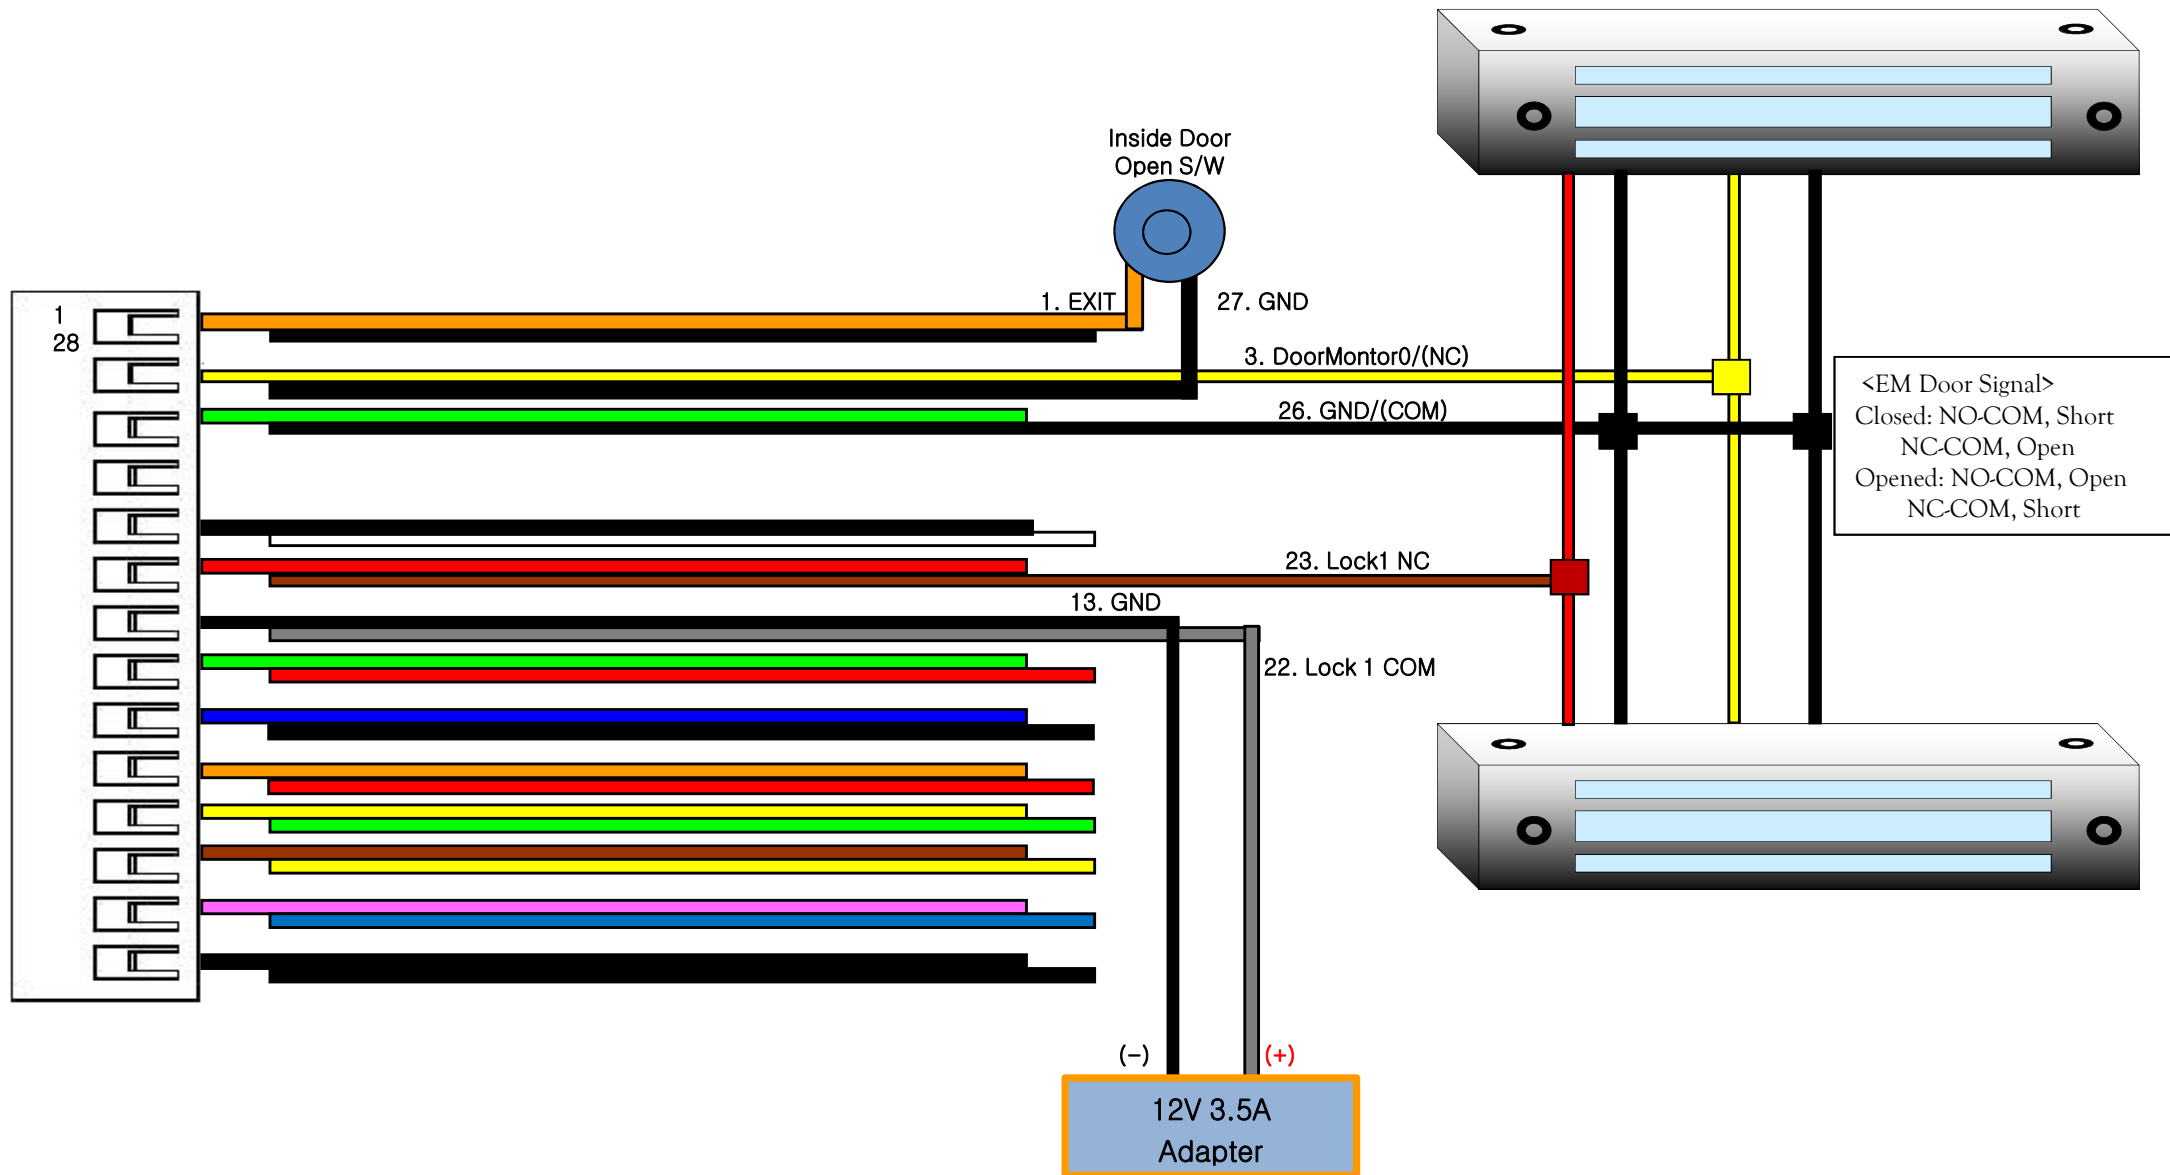 Inside Door
Open S/W
1
28
1. EXIT
27. GND
3. DoorMontor0/(NC)
26. GND/(COM)
<EM Door Signal>
Closed: NO-COM, Short
NC-COM, Open
Opened: NO-COM, Open
NC-COM, Short
23. Lock1 NC
13. GND
22. Lock 1 COM
(-)
(+)
12V 3.5A
Adapter